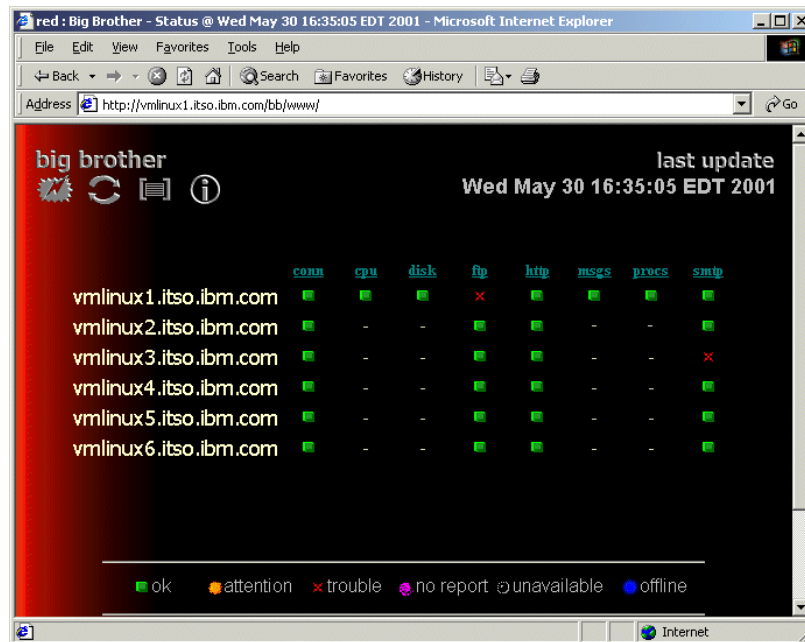 red : Big Brother - Status @ Wed May 30 16:35:05 EDT 2001 - Microsoft Internet Explorer
File Edit View Favorites Tools Help
Back Search Favorites History
Address http://vmlinux1.itso.ibm.com/bb/www/ Go
big brother last update
Wed May 30 16:35:05 EDT 2001
conn cpu disk ftp http msgs procs smtp
vmlinux1.itso.ibm.com
vmlinux2.itso.ibm.com - - - -
vmlinux3.itso.ibm.com - - - -
vmlinux4.itso.ibm.com - - - -
vmlinux5.itso.ibm.com - - - -
vmlinux6.itso.ibm.com - - - -
ok attention trouble no report unavailable offline
Internet